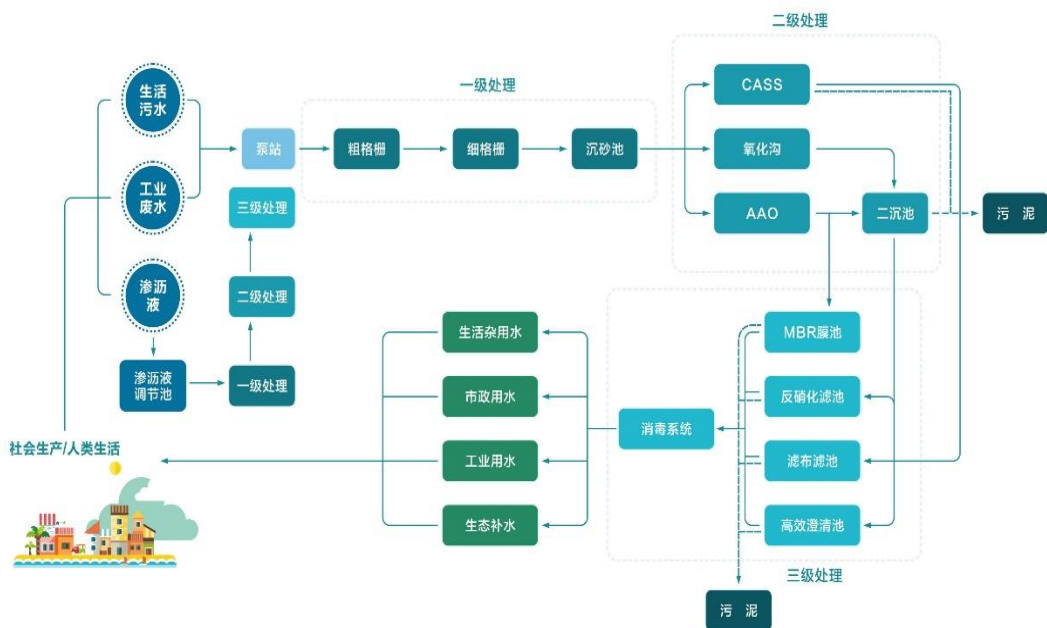 二级处理
一级处理
生活
污水
CASS
泵站
粗格栅
细格栅
沉砂池
氧化沟
工业
废水
三级处理
AAO
二沉池
污 泥
渗沥
液
二级处理
生活杂用水
MBR膜池
渗沥液
调节池
一级处理
市政用水
反硝化滤池
消毒系统
社会生产/人类生活
工业用水
滤布滤池
生态补水
高效澄清池
三级处理
污 泥